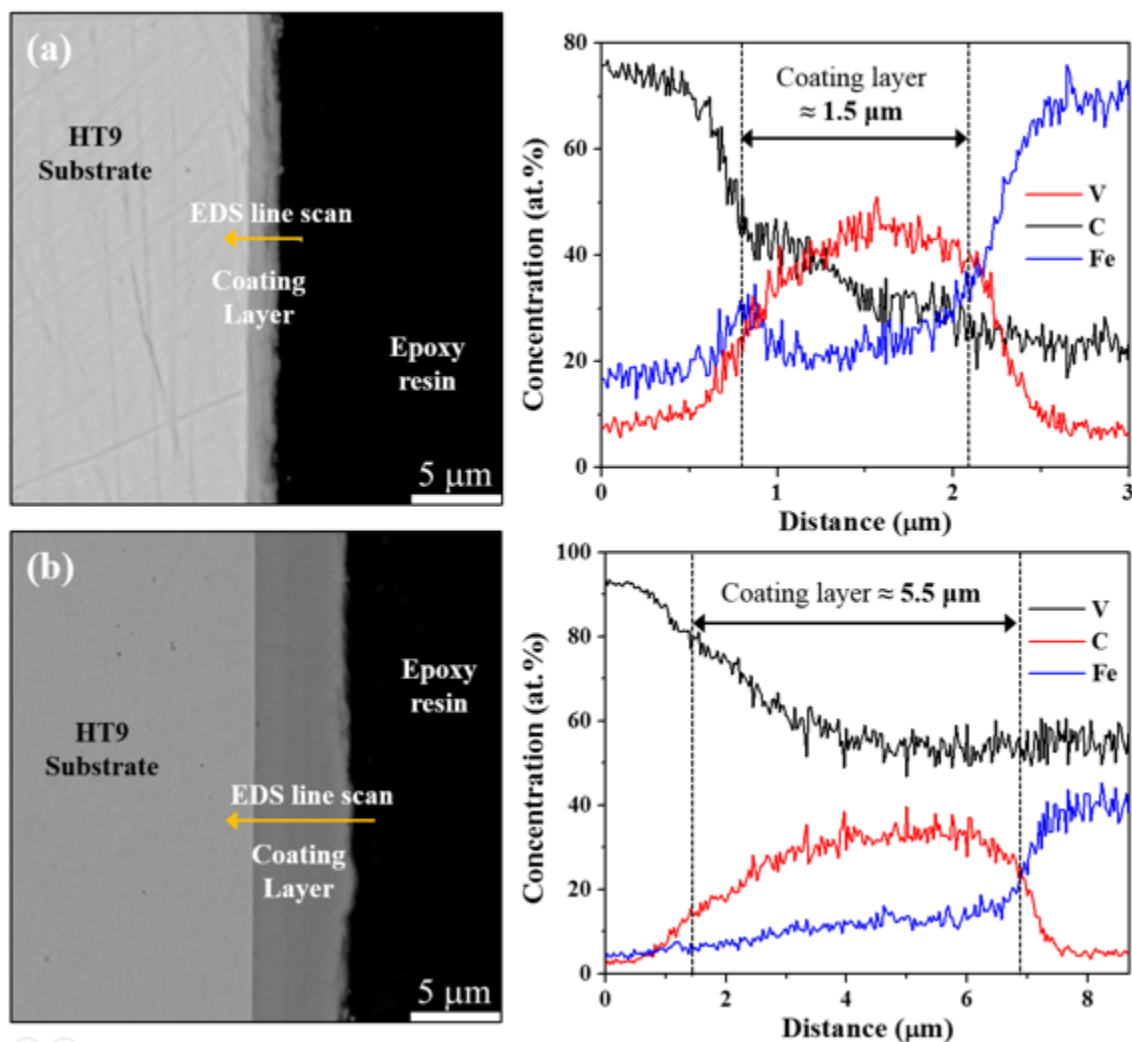 (a)
HT9
Substrate
EDS line scan
Coating
Layer
Epoxy
resin
5 μm
80
60
40
20
0
Concentration (at.%)
Coating layer
≈ 1.5 μm
V
C
Fe
0
1
2
3
Distance (μm)
(b)
HT9
Substrate
EDS line scan
Coating
Layer
Epoxy
resin
5 μm
100
80
60
40
20
0
Concentration (at.%)
Coating layer ≈ 5.5 μm
V
C
Fe
0
2
4
6
8
Distance (μm)